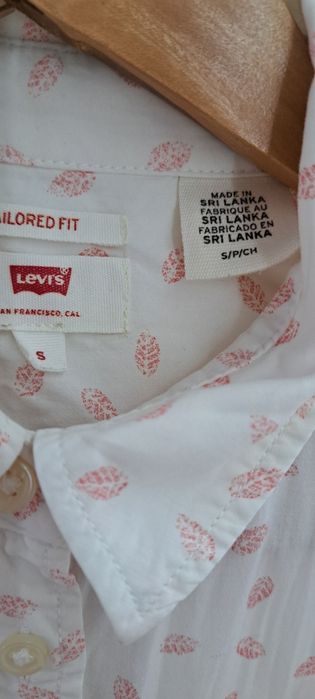 MADE IN
SRI LANKA
FABRIQUE AU
SRI LANKA
FABRICADO EN
SRI LANKA
S/P/CH
AILORED FIT
Levi's
AN FRANCISCO, CAL
S